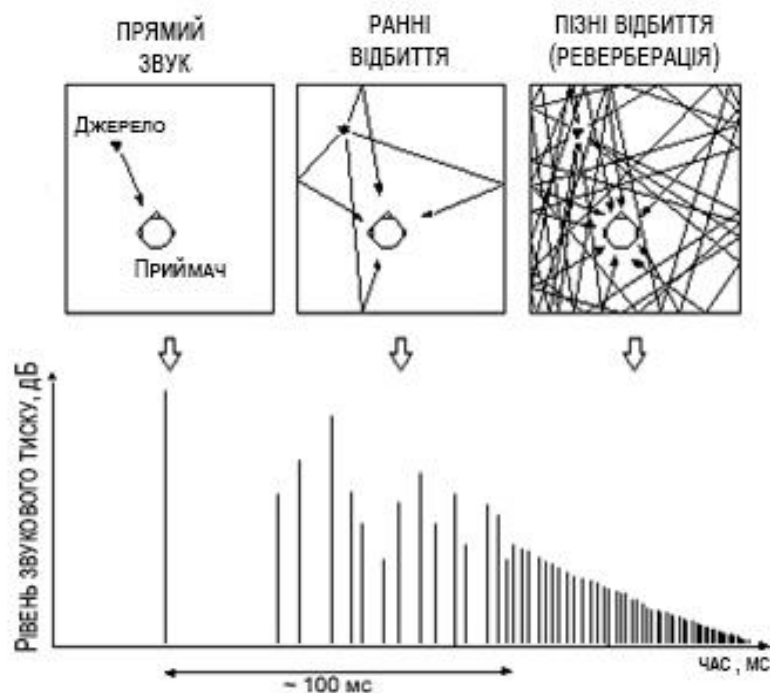 ПРЯМИЙ
ЗВУК
РАННІ
ВІДБИТТЯ
ПІЗНІ ВІДБИТТЯ
(РЕВЕРБЕРАЦІЯ)
ДЖЕРЕЛО
ПРИЙМАЧ
РІВЕНЬ ЗВУКОВОГО ТИСКУ, дБ
ЧАС , МС
~ 100 мс